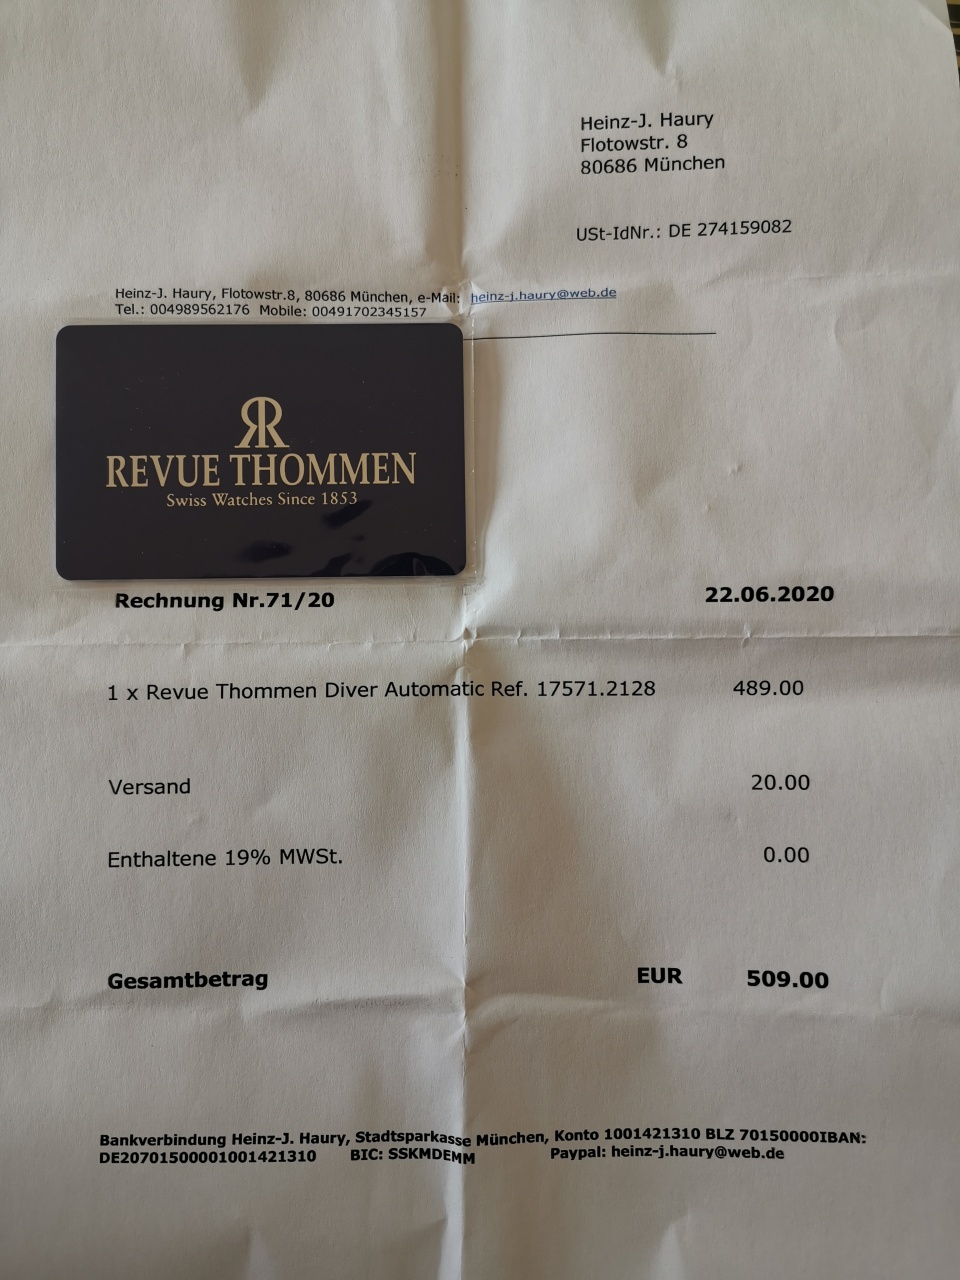 Heinz-J. Haury
Flotowstr. 8
80686 München
USt-IdNr.: DE 274159082
Heinz-J. Haury, Flotowstr.8, 80686 München, e-Mail: heinz-j.haury@web.de
Tel.: 004989562176 Mobile: 00491702345157
RR
REVUE THOMMEN
Swiss Watches Since 1853
Rechnung Nr.71/20 22.06.2020
1 x Revue Thommen Diver Automatic Ref. 17571.2128 489.00
Versand 20.00
Enthaltene 19% MWSt. 0.00
Gesamtbetrag EUR 509.00
Bankverbindung Heinz-J. Haury, Stadtsparkasse München, Konto 1001421310 BLZ 70150000IBAN:
DE20701500001001421310 BIC: SSKMDEMM Paypal: heinz-j.haury@web.de